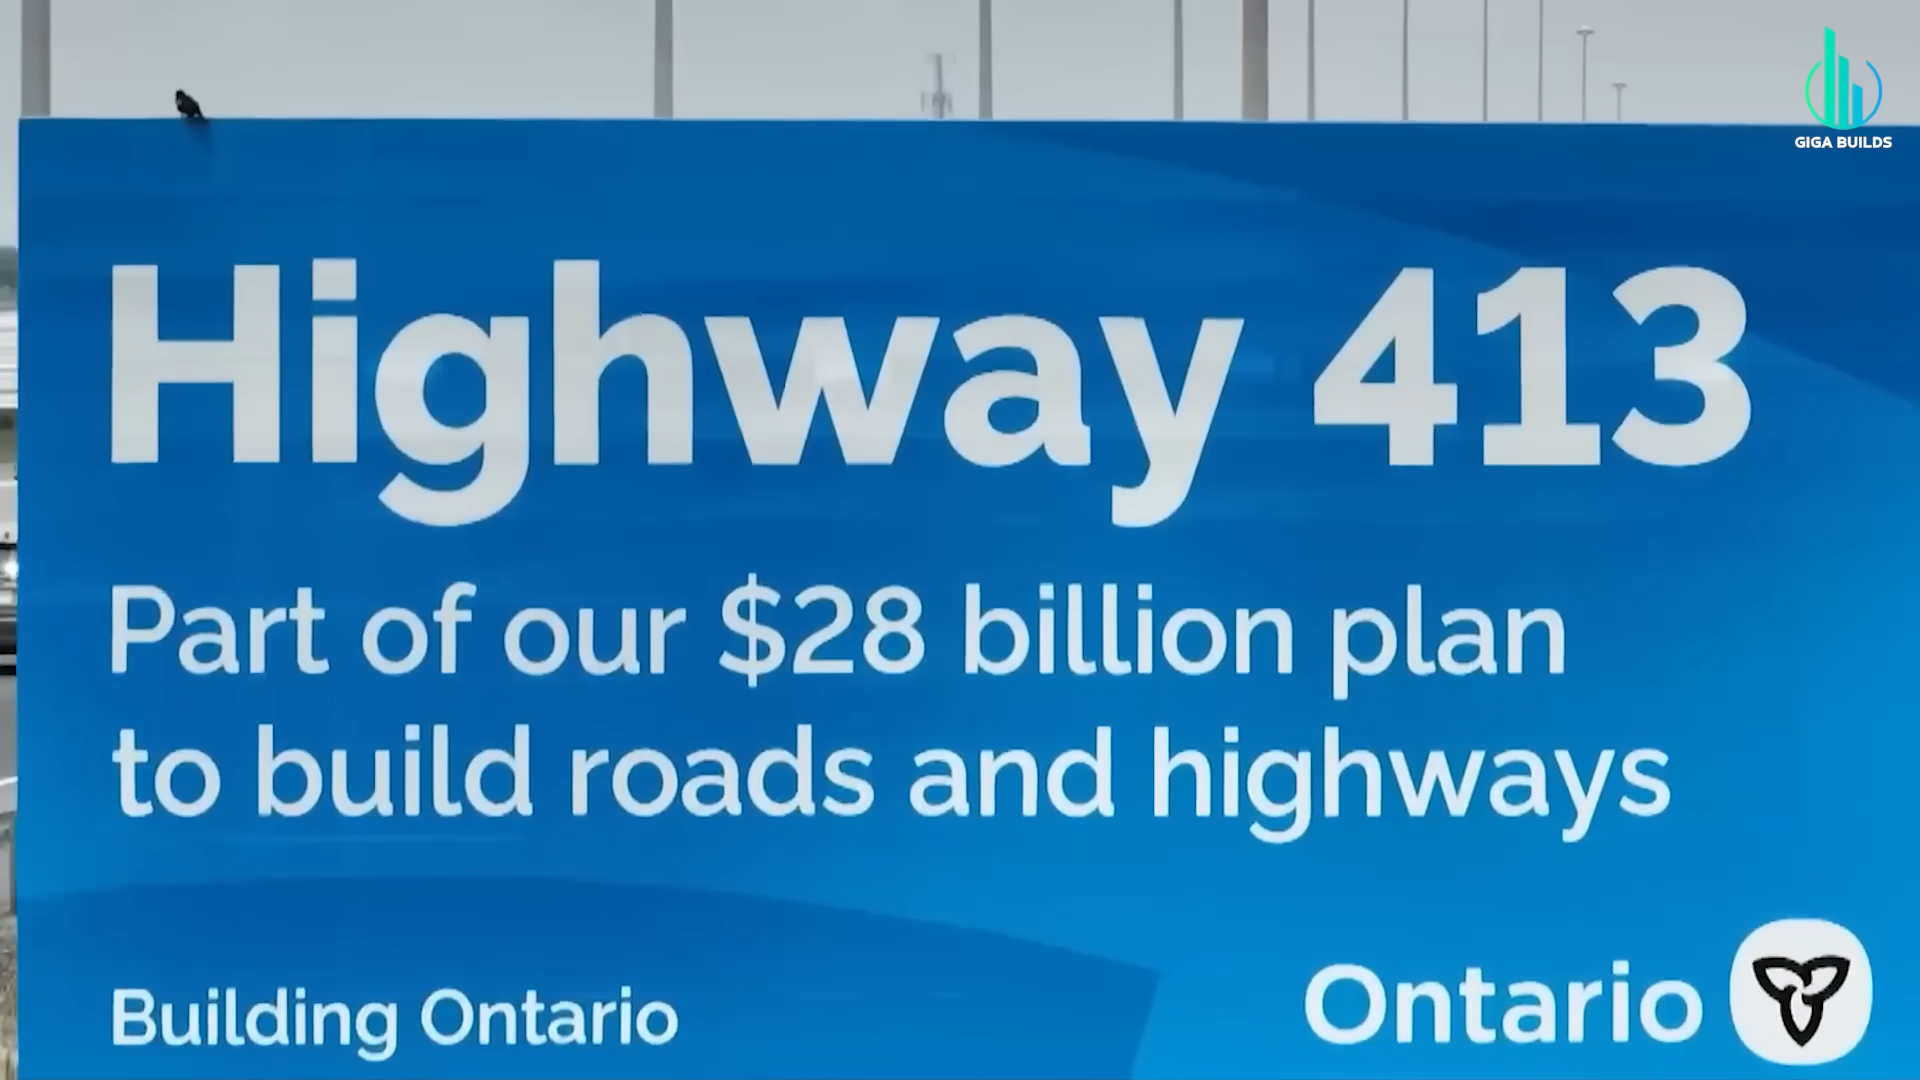 GIGA BUILDS
Highway 413
Part of our $28 billion plan
to build roads and highways
Building Ontario
Ontario